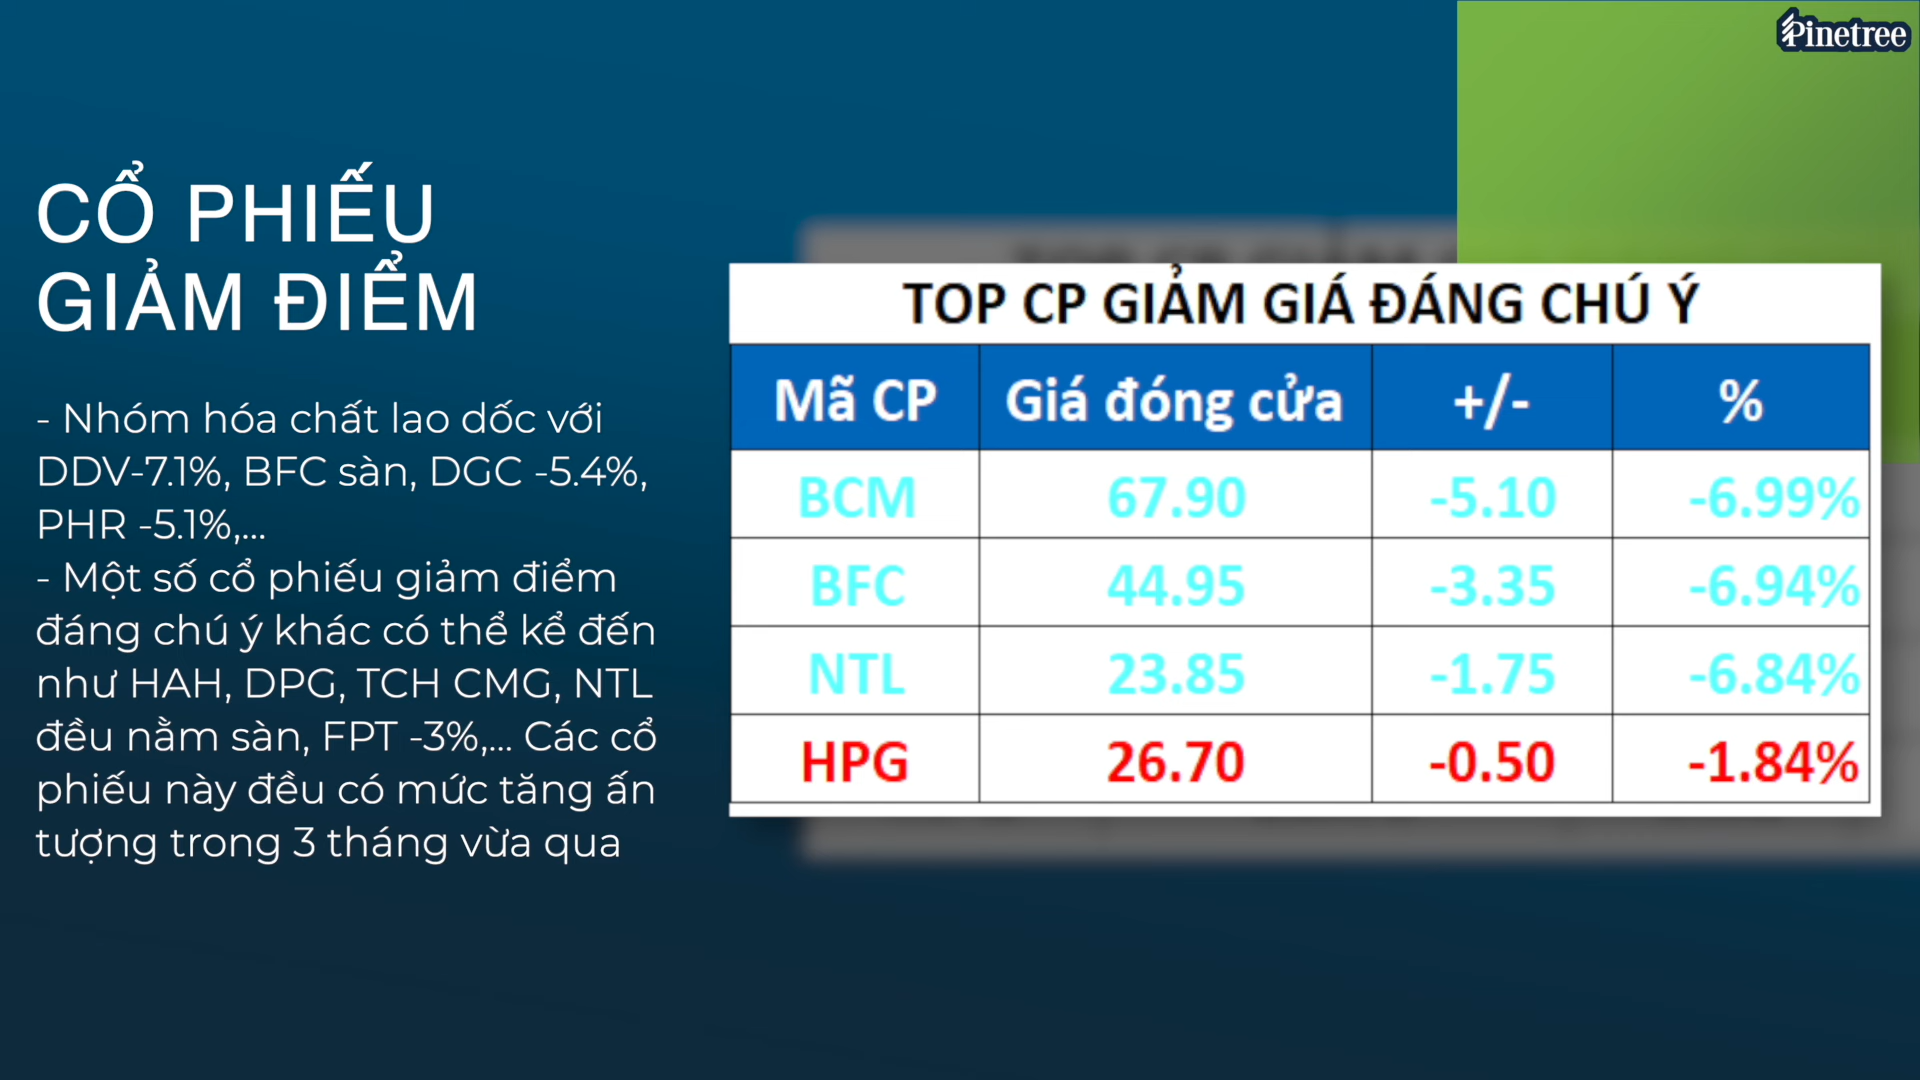 Pinetree
CỔ PHIẾU
GIẢM ĐIỂM
- Nhóm hóa chất lao dốc với
DDV-7.1%, BFC sàn, DGC -5.4%,
PHR -5.1%,...
- Một số cổ phiếu giảm điểm
đáng chú ý khác có thể kể đến
như HAH, DPG, TCH CMG, NTL
đều nằm sàn, FPT -3%,... Các cổ
phiếu này đều có mức tăng ấn
tượng trong 3 tháng vừa qua
TOP CP GIẢM GIÁ ĐÁNG CHÚ Ý
Mã CP Giá đóng cửa +/- %
BCM 67.90 -5.10 -6.99%
BFC 44.95 -3.35 -6.94%
NTL 23.85 -1.75 -6.84%
HPG 26.70 -0.50 -1.84%